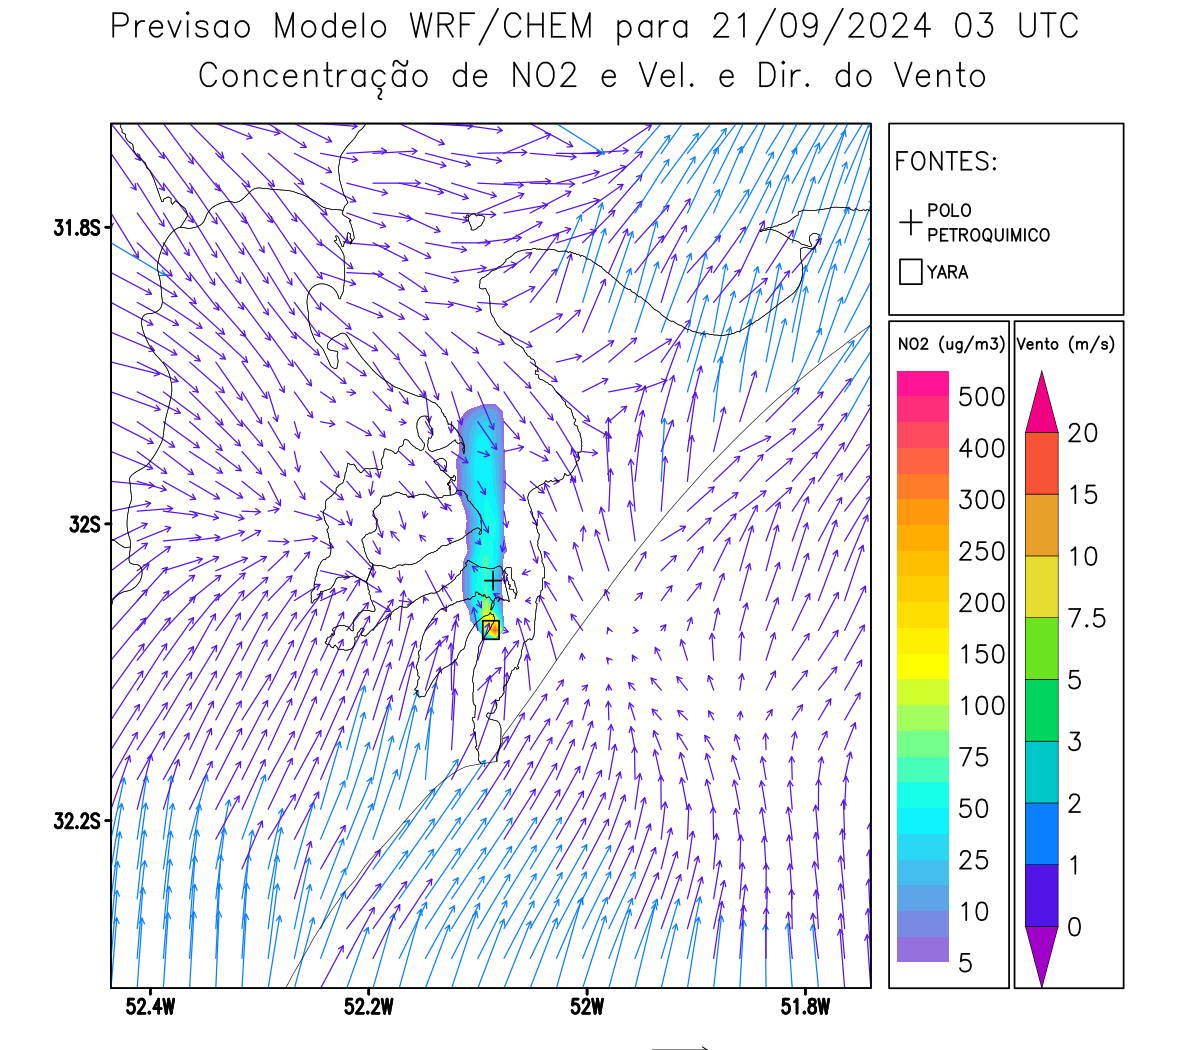 Previsao Modelo WRF/CHEM para 21/09/2024 03 UTC
Concentração de NO2 e Vel. e Dir. do Vento
FONTES:
POLO
PETROQUIMICO
YARA
NO2 (ug/m3)
500
400
300
250
200
150
100
75
50
25
10
5
Vento (m/s)
20
15
10
7.5
5
3
2
1
0
31.8S
32S
32.2S
52.4W
52.2W
52W
51.8W